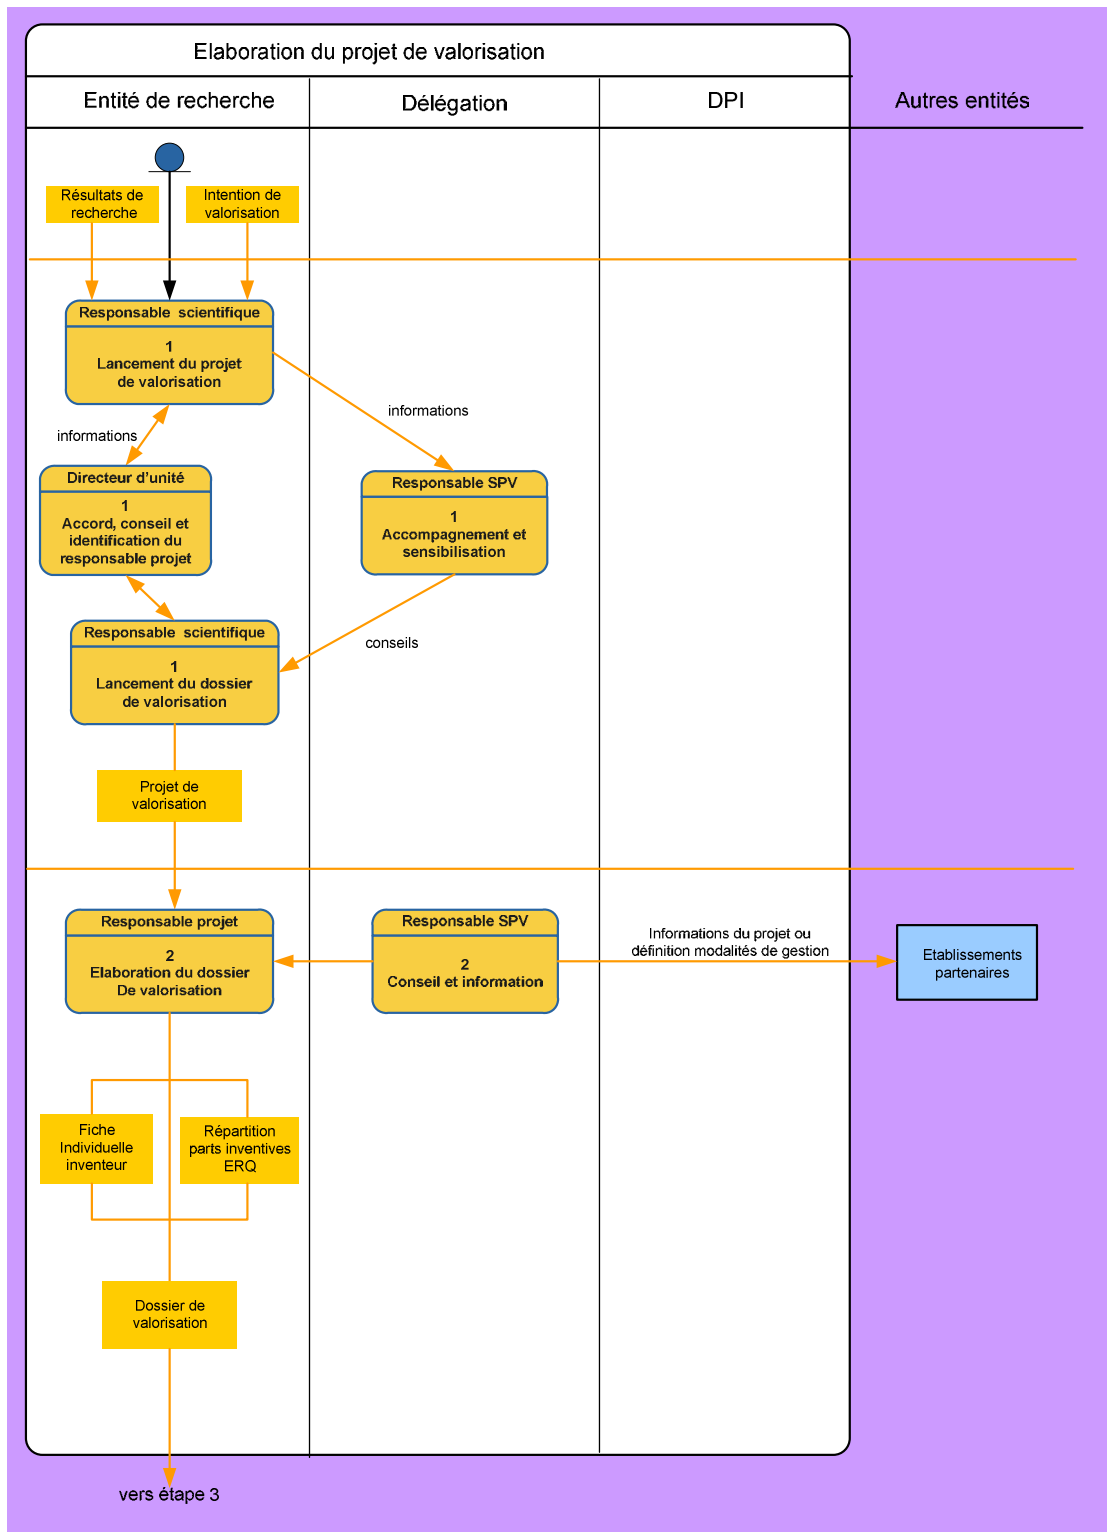 Elaboration du projet de valorisation
Entité de recherche
Délégation
DPI
Autres entités
Résultats de
recherche
Intention de
valorisation
Responsable  scientifique
1
Lancement du projet
de valorisation
informations
informations
Directeur d'unité
1
Accord, conseil et
identification du
responsable projet
Responsable SPV
1
Accompagnement et
sensibilisation
Responsable  scientifique
1
Lancement du dossier
de valorisation
conseils
Projet de
valorisation
Responsable projet
2
Elaboration du dossier
De valorisation
Responsable SPV
2
Conseil et information
Informations du projet ou
définition modalités de gestion
Etablissements
partenaires
Fiche
Individuelle
inventeur
Répartition
parts inventives
ERQ
Dossier de
valorisation
vers étape 3